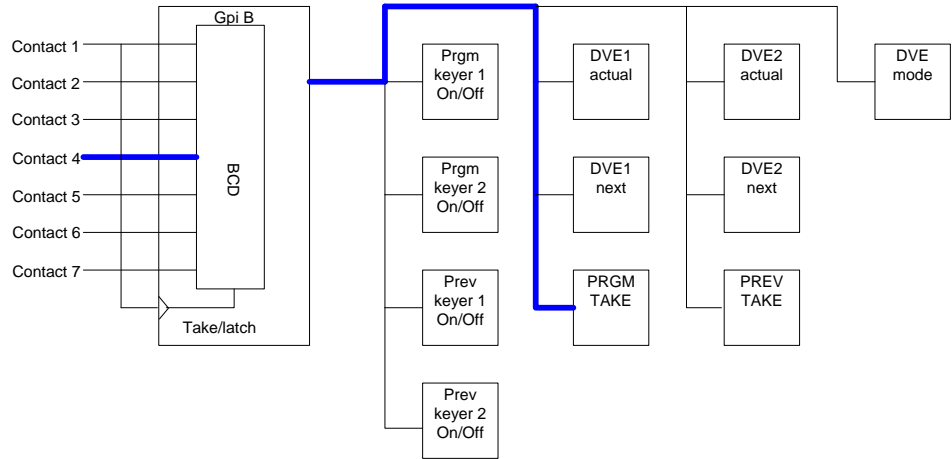 Gpi B
Contact 1
Contact 2
Contact 3
Contact 4
Contact 5
Contact 6
Contact 7
BCD
Take/latch
Prgm
keyer 1
On/Off
Prgm
keyer 2
On/Off
Prev
keyer 1
On/Off
Prev
keyer 2
On/Off
DVE1
actual
DVE1
next
PRGM
TAKE
DVE2
actual
DVE2
next
PREV
TAKE
DVE
mode